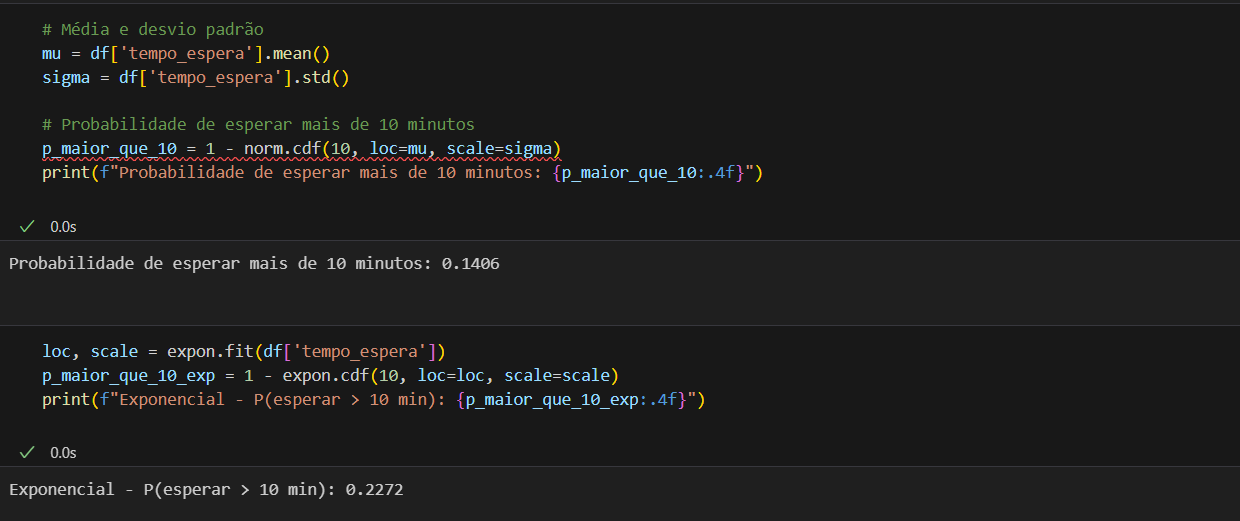 # Média e desvio padrão
mu = df['tempo_espera'].mean()
sigma = df['tempo_espera'].std()
# Probabilidade de esperar mais de 10 minutos
p_maior_que_10 = 1 - norm.cdf(10, loc=mu, scale=sigma)
print(f"Probabilidade de esperar mais de 10 minutos: {p_maior_que_10:.4f}")
0.0s
Probabilidade de esperar mais de 10 minutos: 0.1406
loc, scale = expon.fit(df['tempo_espera'])
p_maior_que_10_exp = 1 - expon.cdf(10, loc=loc, scale=scale)
print(f"Exponencial - P(esperar > 10 min): {p_maior_que_10_exp:.4f}")
0.0s
Exponencial - P(esperar > 10 min): 0.2272